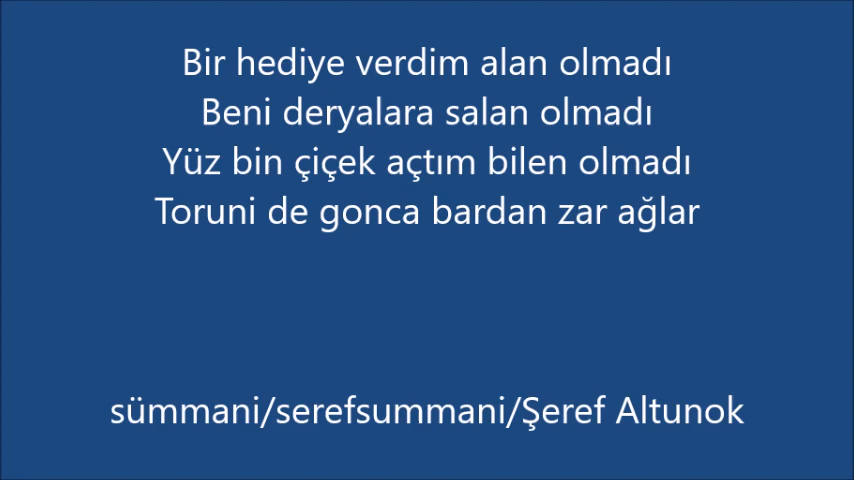 Bir hediye verdim alan olmadı
Beni deryalara salan olmadı
Yüz bin çiçek açtım bilen olmadı
Toruni de gonca bardan zar ağlar
sümmani/serefsummani/Şeref Altunok